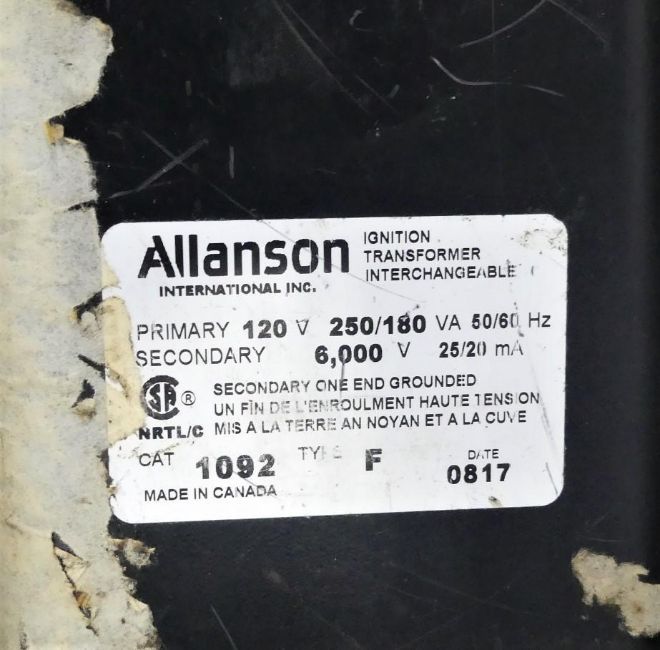 Allanson
INTERNATIONAL INC.
IGNITION
TRANSFORMER
INTERCHANGEABLE
PRIMARY 120 V 250/180 VA 50/60 Hz
SECONDARY 6,000 V 25/20 mA
SA ®
NRTL/C
SECONDARY ONE END GROUNDED
UN FIN DE L'ENROULMENT HAUTE TENSION
MIS A LA TERRE AN NOYAN ET A LA CUVE
CAT 1092 TYPE F DATE 0817
MADE IN CANADA